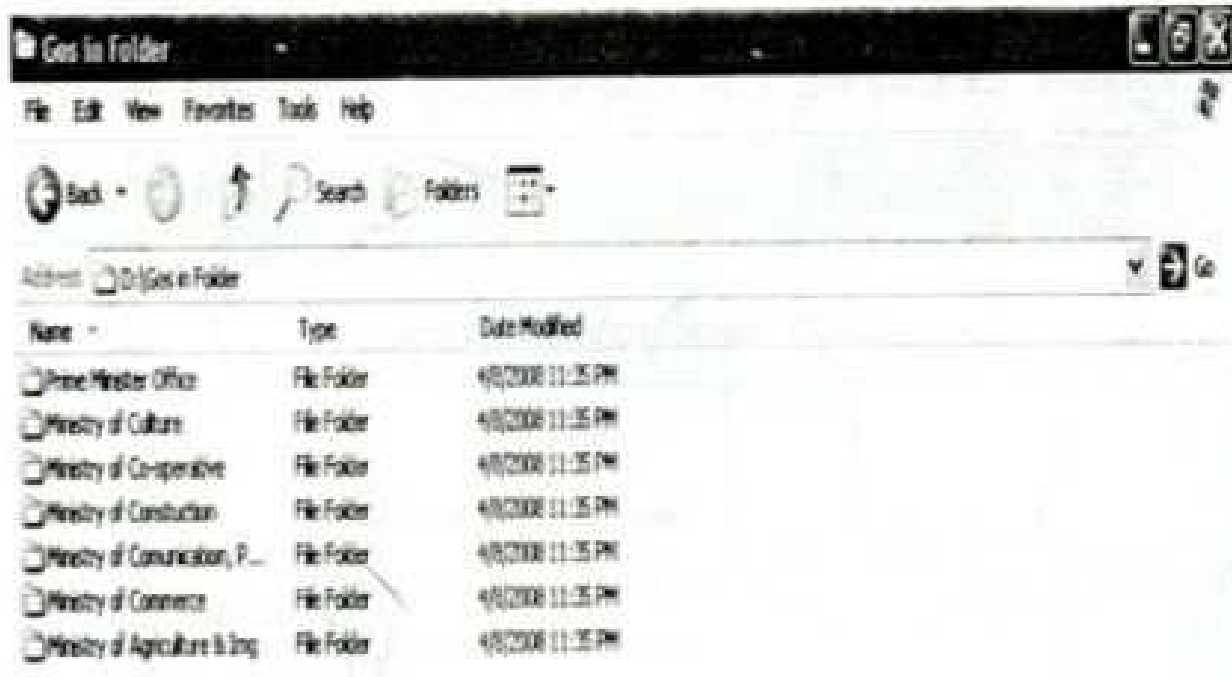 Gos in Folder
File Edit View Favorites Tools Help
Back Search Folders
Address D:\Gos in Folder Go
Name Type Date Modified
Prime Minister Office File Folder 4/8/2008 11:35 PM
Ministry of Culture File Folder 4/8/2008 11:35 PM
Ministry of Co-operative File Folder 4/8/2008 11:35 PM
Ministry of Constuction File Folder 4/8/2008 11:35 PM
Ministry of Comunication, P... File Folder 4/8/2008 11:35 PM
Ministry of Commerce File Folder 4/8/2008 11:35 PM
Ministry of Agriculture & Irrg File Folder 4/8/2008 11:35 PM